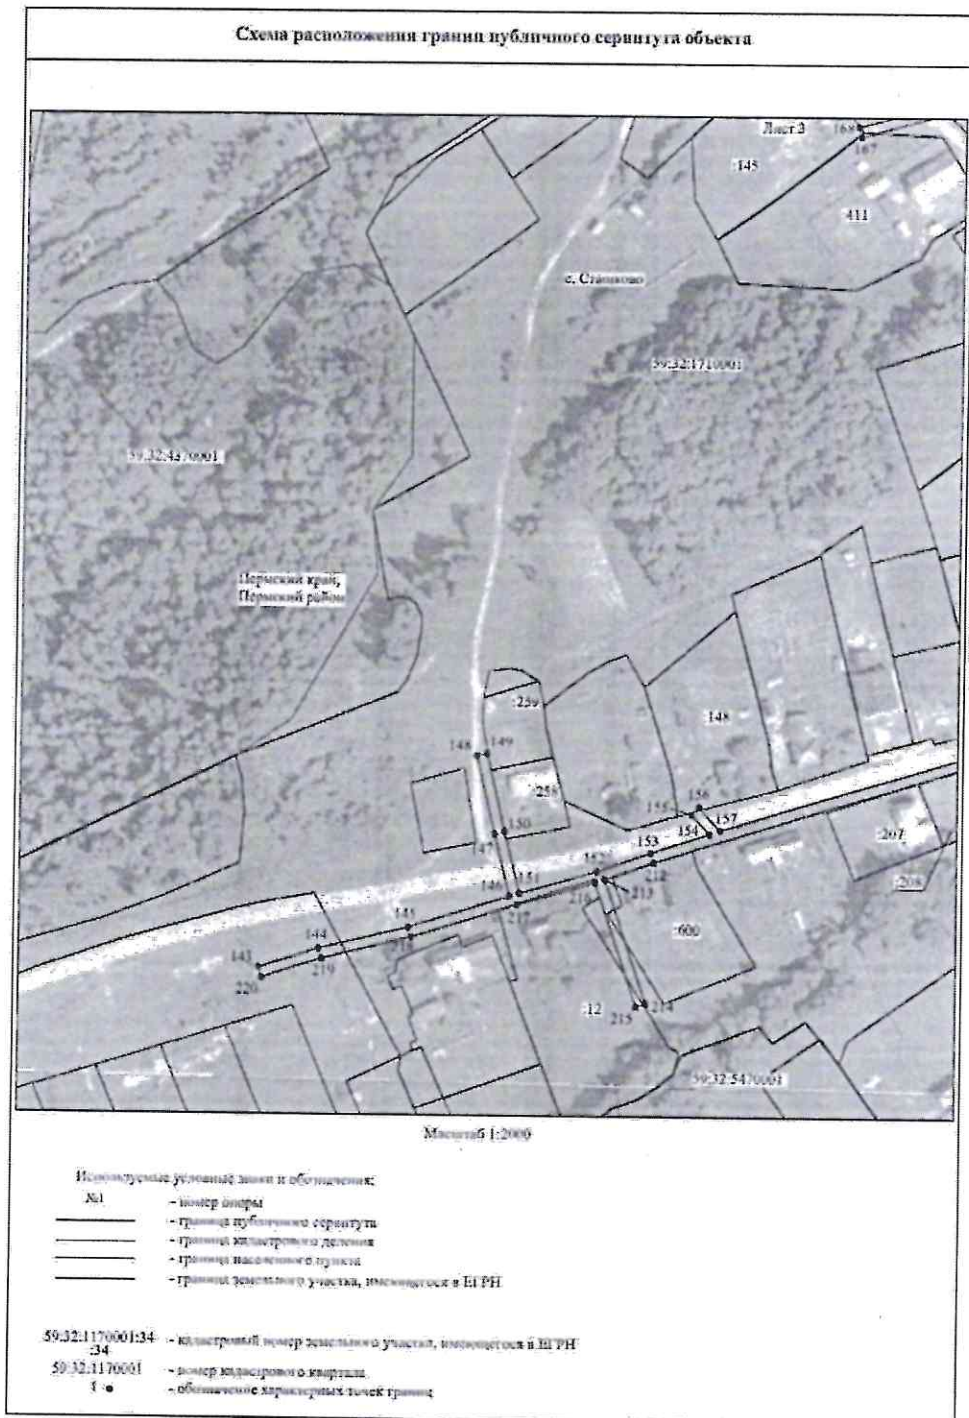 Схема расположения границ публичного сервитута объекта
Лист 3
168
167
:145
:411
с. Сташково
59:32:1710001
59:32:4370001
Пермский край,
Пермский район
:259
:148
148
149
:258
156
155
157
154
150
147
153
:207
152
212
:208
151
146
213
216
217
145
:600
144
143
219
220
:12
214
215
59:32:5470001
Масштаб 1:2000
Используемые условные знаки и обозначения:
№1 - номер опоры
- граница публичного сервитута
- граница кадастрового деления
- граница населенного пункта
- граница земельного участка, имеющегося в ЕГРН
59:32:1170001:34 - кадастровый номер земельного участка, имеющегося в ЕГРН
:34
59:32:1170001 - номер кадастрового квартала
1 - обозначение характерных точек границ